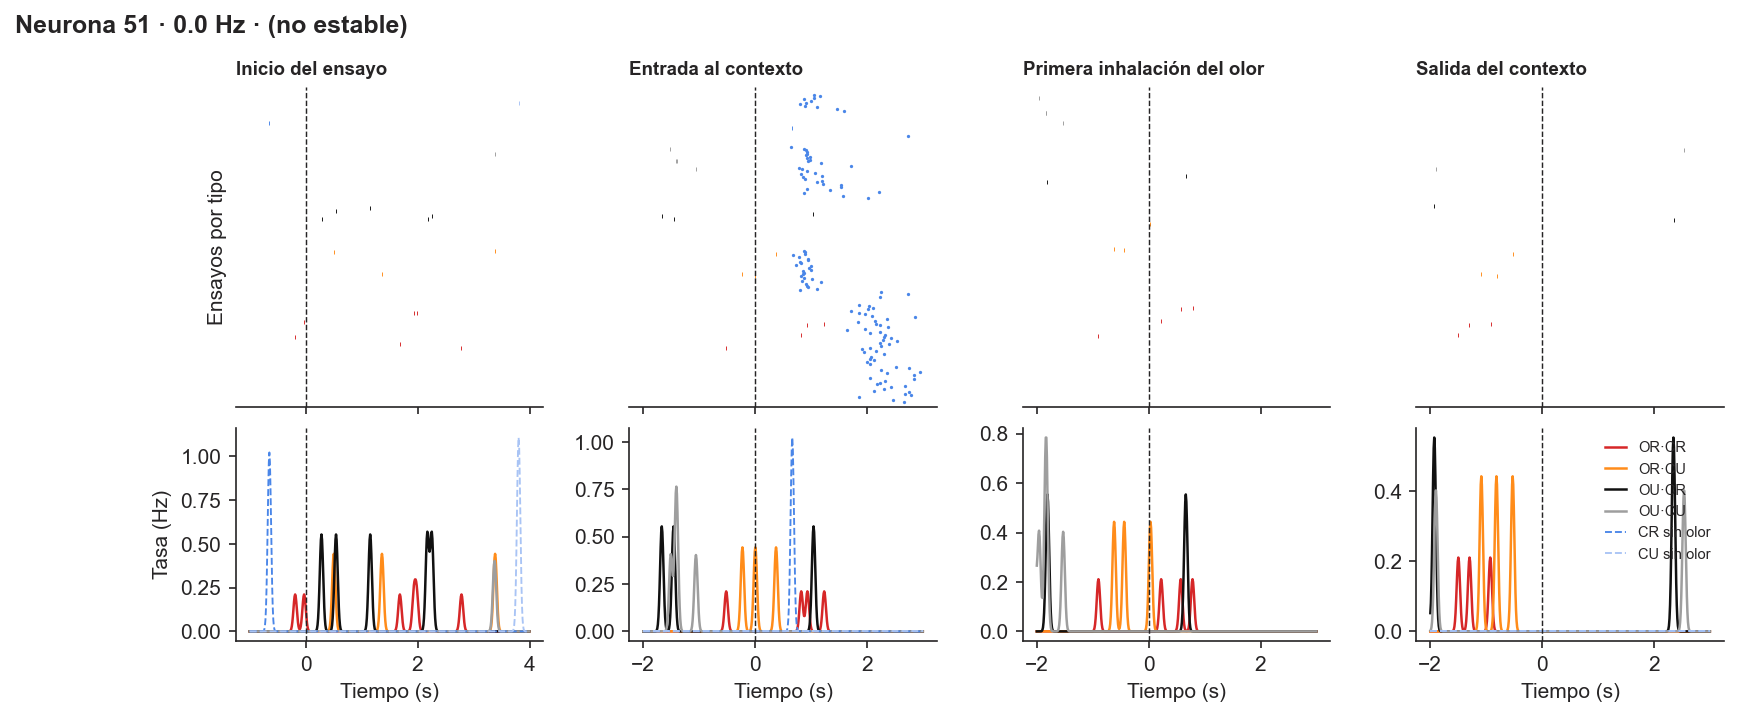 Neurona 51 · 0.0 Hz · (no estable)
Inicio del ensayo
Entrada al contexto
Primera inhalación del olor
Salida del contexto
Ensayos por tipo
Tasa (Hz)
1.00
0.75
0.50
0.25
0.00
0
2
4
Tiempo (s)
1.00
0.75
0.50
0.25
0.00
−2
0
2
Tiempo (s)
0.8
0.6
0.4
0.2
0.0
−2
0
2
Tiempo (s)
0.4
0.2
0.0
−2
0
2
Tiempo (s)
OR·CR
OR·CU
OU·CR
OU·CU
CR sin olor
CU sin olor